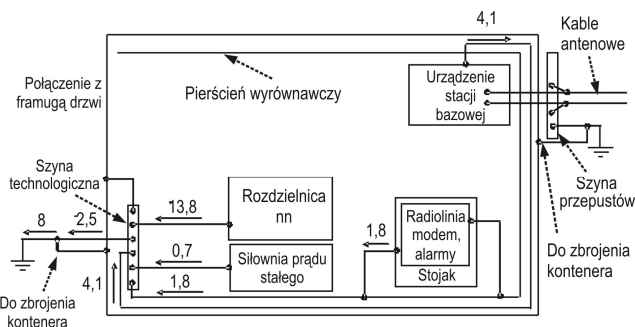 4,1
Kable
antenowe
Połączenie z
framugą drzwi
Pierścień wyrównawczy
Urządzenie
stacji
bazowej
Szyna
technologiczna
8
-2,5
-13,8
Rozdzielnica
nn
0,7
Siłownia prądu
stałego
1,8
4,1
1,8
Radiolinia
modem,
alarmy
Stojak
Szyna
przepustów
Do zbrojenia
kontenera
Do zbrojenia
kontenera